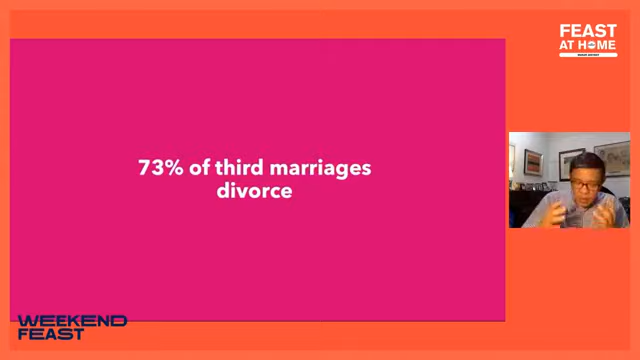 FEAST
AT HOME
73% of third marriages
divorce
WEEKEND
FEAST